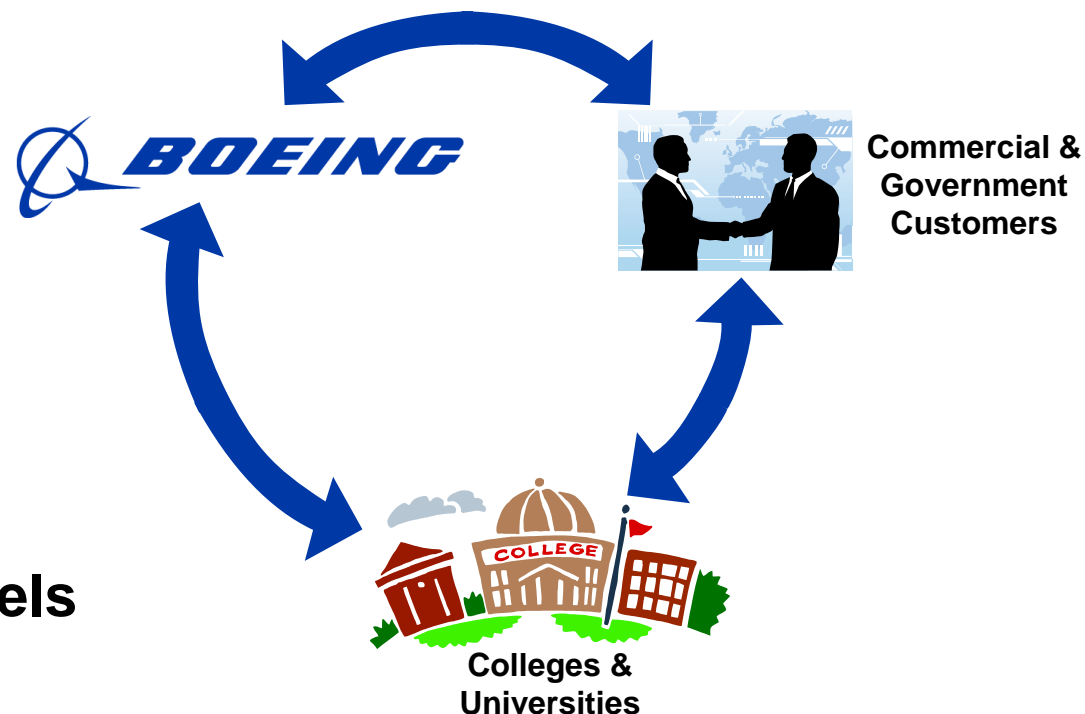 BOEING
Commercial &
Government
Customers
COLLEGE
els
Colleges &
Universities